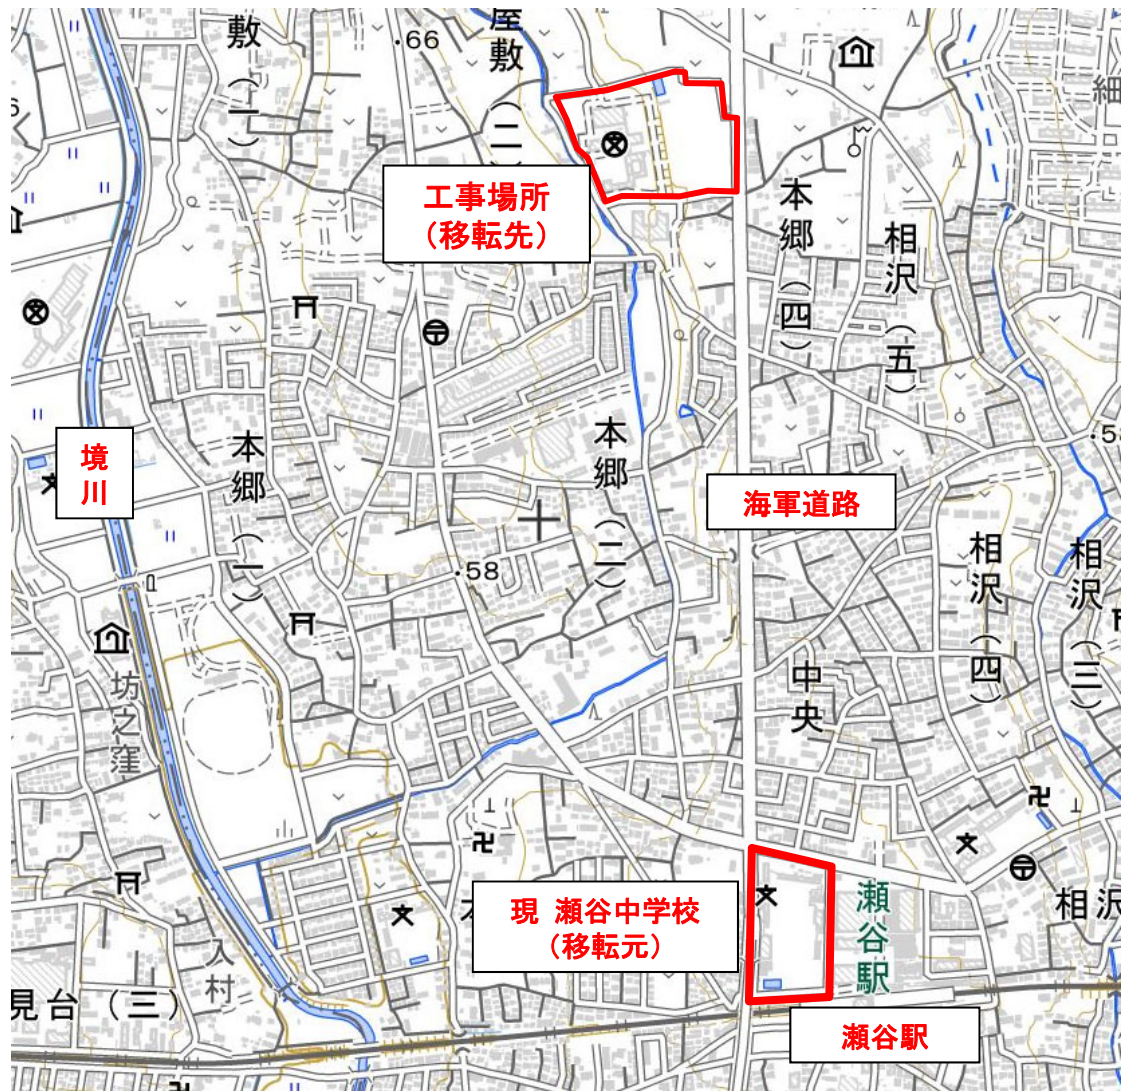 敷(一)
・66
屋敷(二)
細
工事場所
(移転先)
本郷(四)
相沢(五)
境
川
本郷(一)
本郷(二)
海軍道路
・58
相沢(四)
相沢(三)
中央
坊之窪
現 瀬谷中学校
(移転元)
瀬谷駅
相沢
入村
見台(三)
瀬谷駅